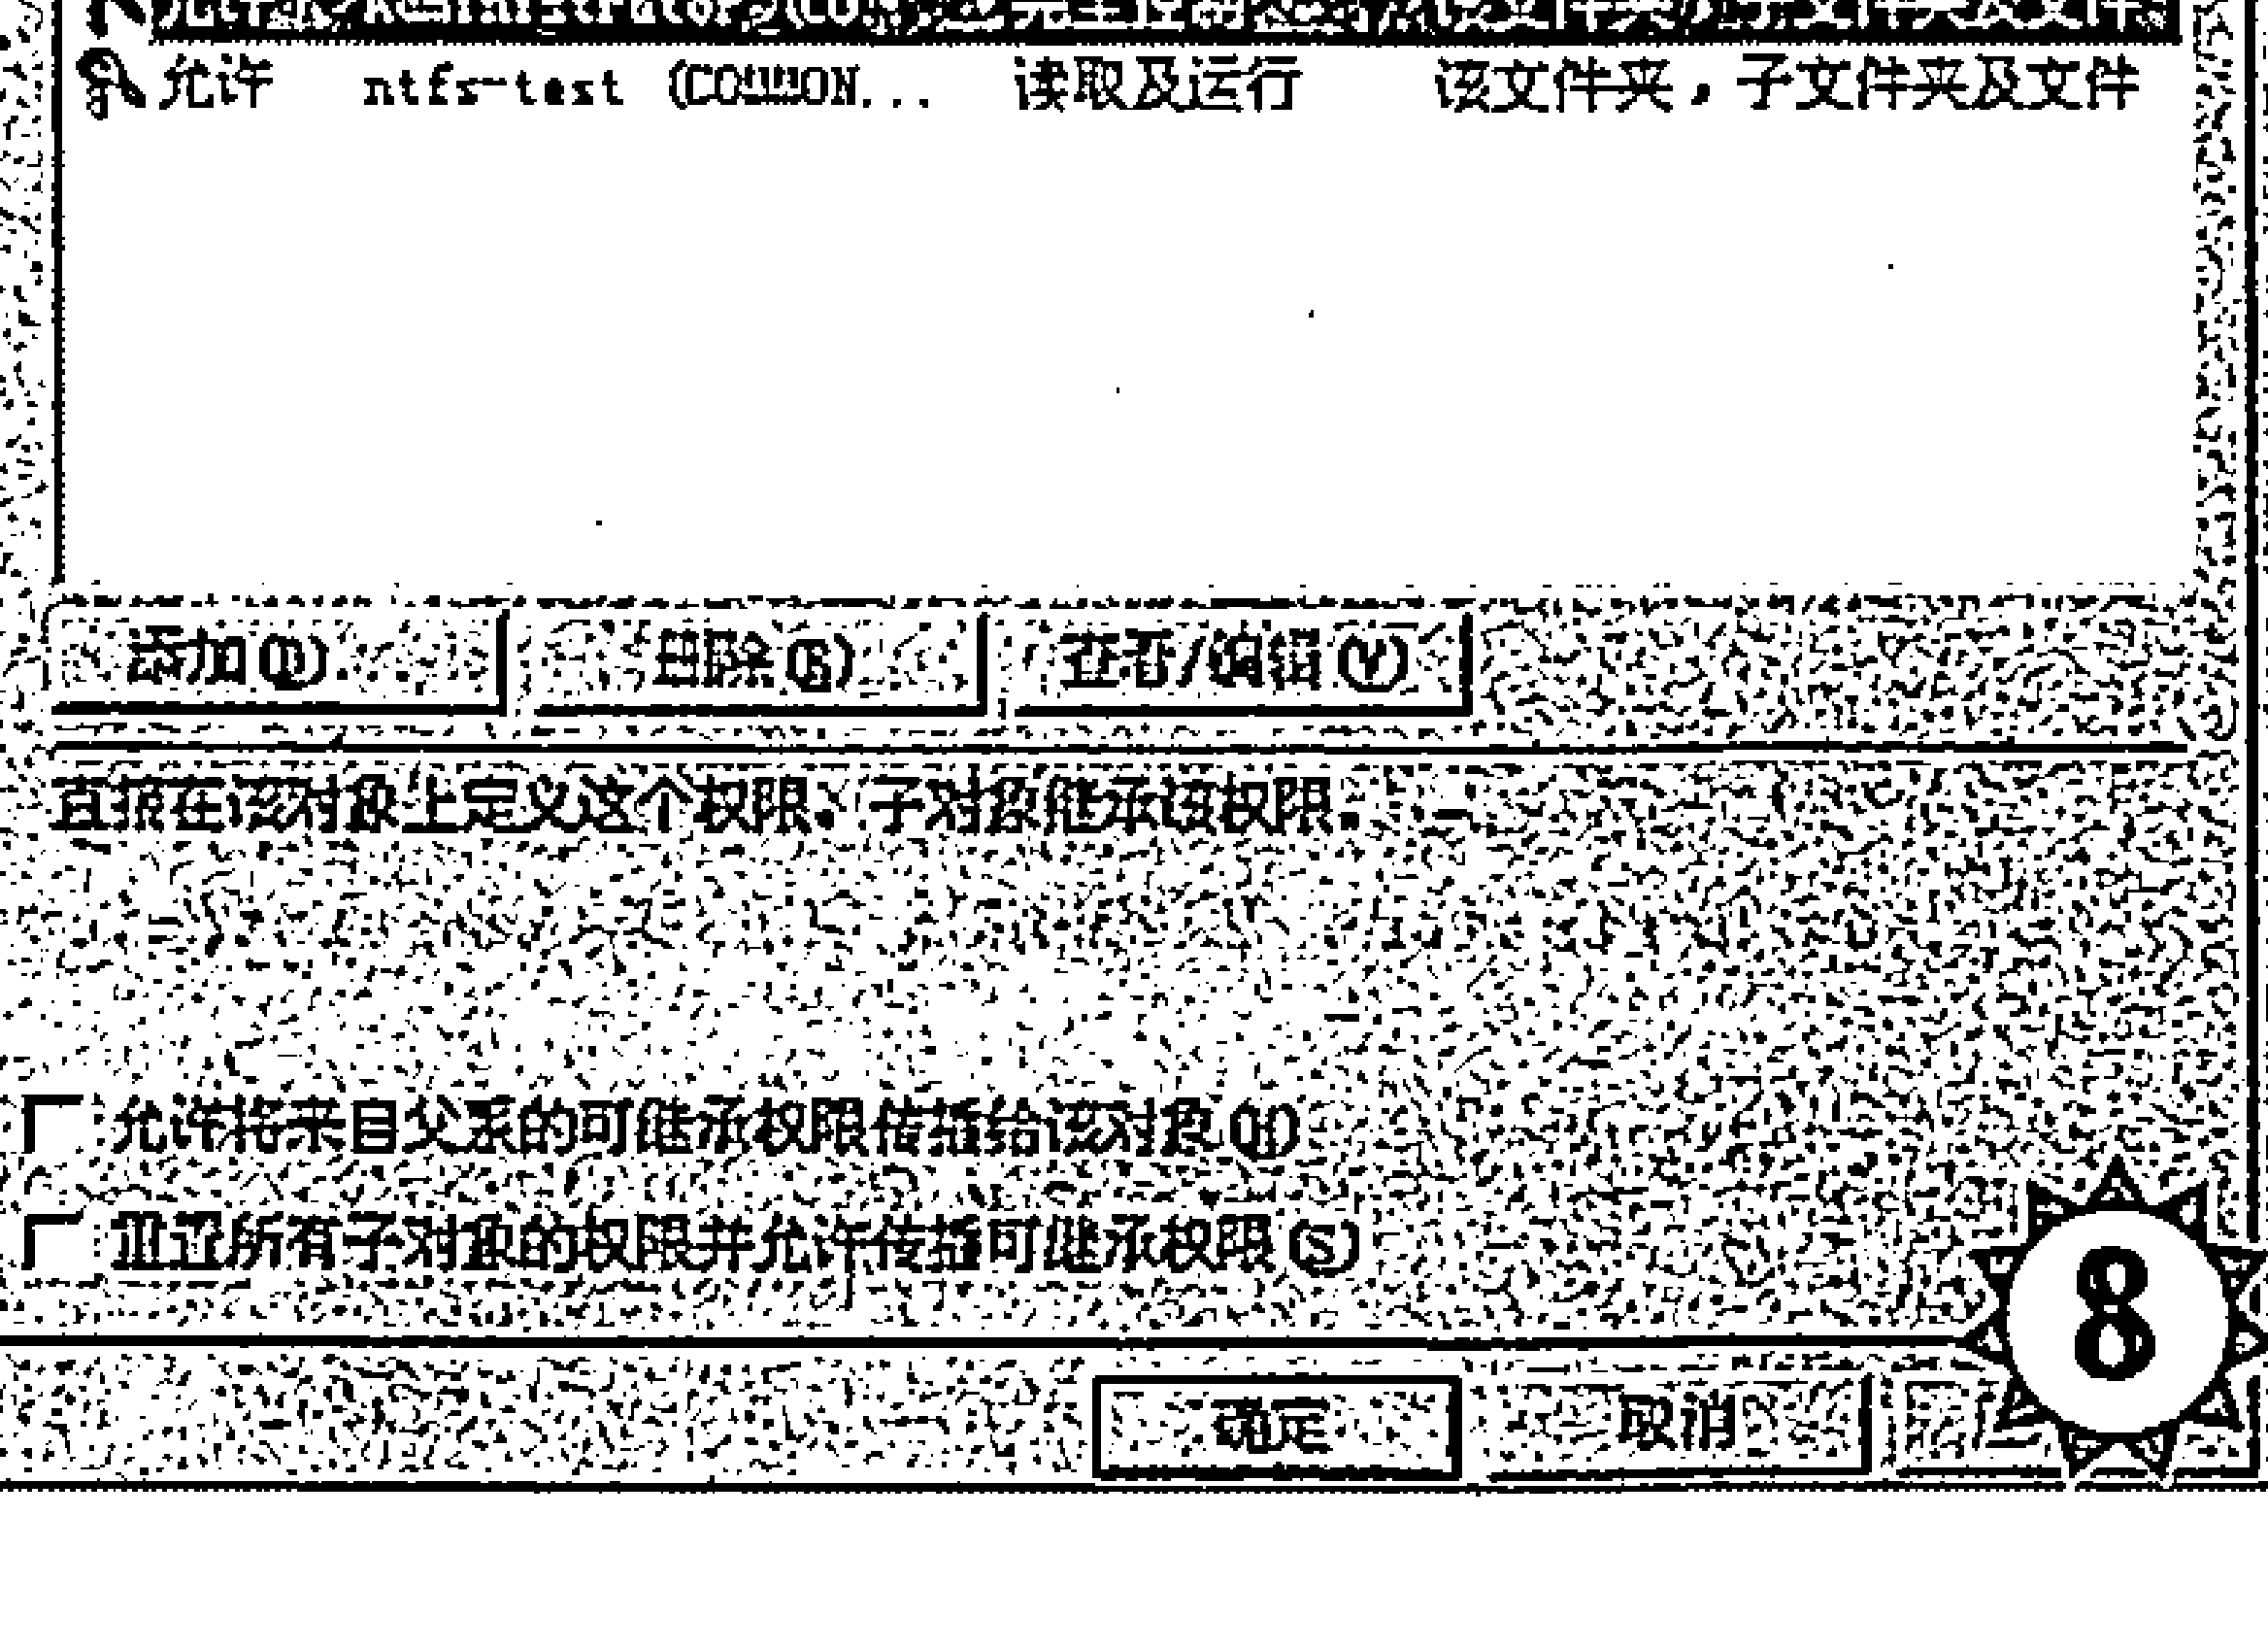 允许 ntfs-test (COMMON... 读取及运行 该文件夹，子文件夹及文件
添加(D)... 删除(R) 查看/编辑(V)...
直接在该对象上定义这个权限。子对象继承该权限。
允许将来自父系的可继承权限传播给该对象(H)
重置所有子对象的权限并允许传播可继承权限(S)
8
确定 取消